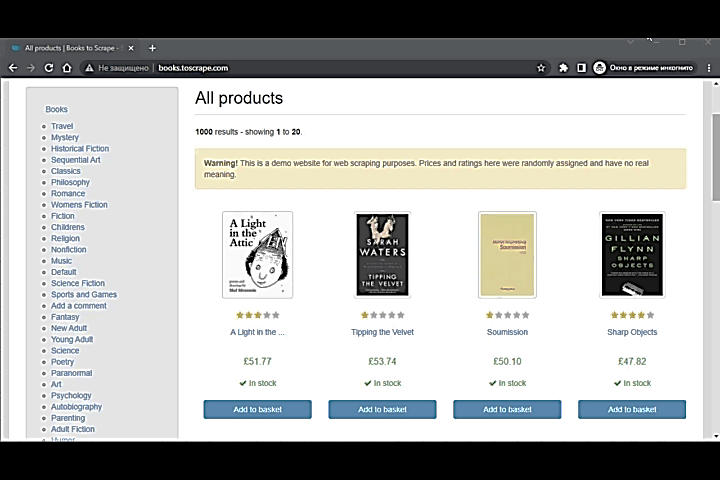 All products | Books to Scrape - S
Не защищено | books.toscrape.com
Окно в режиме инкогнито
Books
Travel
Mystery
Historical Fiction
Sequential Art
Classics
Philosophy
Romance
Womens Fiction
Fiction
Childrens
Religion
Nonfiction
Music
Default
Science Fiction
Sports and Games
Add a comment
Fantasy
New Adult
Young Adult
Science
Poetry
Paranormal
Art
Psychology
Autobiography
Parenting
Adult Fiction
Humor
All products
1000 results - showing 1 to 20.
Warning! This is a demo website for web scraping purposes. Prices and ratings here were randomly assigned and have no real
meaning.
A Light
in the
Attic
SARAH
WATERS
TIPPING
THE VELVET
Soumission
GILLIAN
FLYNN
SHARP
OBJECTS
A Light in the ...
Tipping the Velvet
Soumission
Sharp Objects
£51.77
£53.74
£50.10
£47.82
In stock
In stock
In stock
In stock
Add to basket
Add to basket
Add to basket
Add to basket